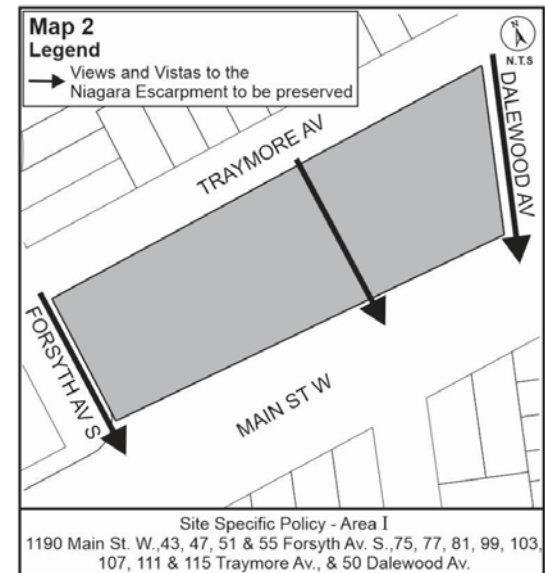 Map 2
Legend
Views and Vistas to the
Niagara Escarpment to be preserved
N
N.T.S
TRAYMORE AV
DALEWOOD AV
FORSYTH AV S
MAIN ST W
Site Specific Policy - Area I
1190 Main St. W.,43, 47, 51 & 55 Forsyth Av. S.,75, 77, 81, 99, 103,
107, 111 & 115 Traymore Av., & 50 Dalewood Av.